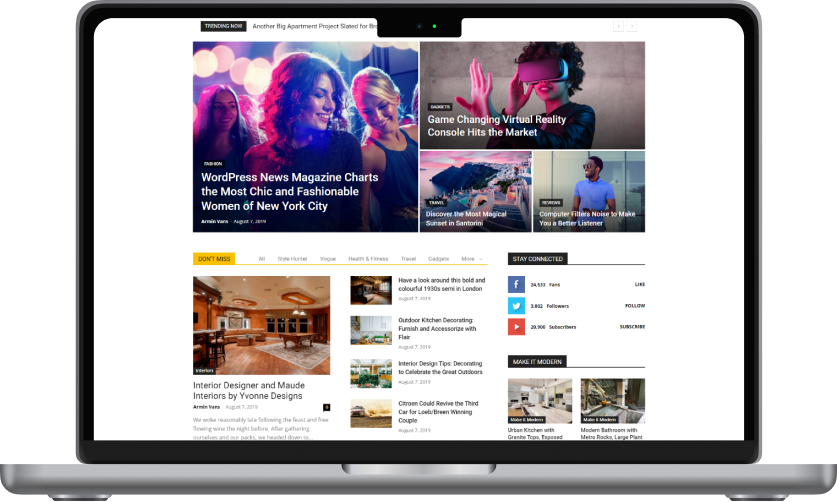 TRENDING NOW Another Big Apartment Project Slated for Bro
GADGETS
Game Changing Virtual Reality
Console Hits the Market
FASHION
WordPress News Magazine Charts
the Most Chic and Fashionable
Women of New York City
Armin Vans - August 7, 2019
TRAVEL
Discover the Most Magical
Sunset in Santorini
REVIEWS
Computer Filters Noise to Make
You a Better Listener
DON'T MISS All Style Hunter Vogue Health & Fitness Travel Gadgets More
Interiors
Interior Designer and Maude
Interiors by Yvonne Designs
Armin Vans - August 7, 2019
We woke reasonably late following the feast and free
flowing wine the night before. After gathering
ourselves and our packs, we headed down to...
Have a look around this bold and
colourful 1930s semi in London
August 7, 2019
Outdoor Kitchen Decorating:
Furnish and Accessorize with
Flair
August 7, 2019
Interior Design Tips: Decorating
to Celebrate the Great Outdoors
August 7, 2019
Citroen Could Revive the Third
Car for Loeb/Breen Winning
Couple
August 7, 2019
STAY CONNECTED
24,533 Fans LIKE
3,802 Followers FOLLOW
20,900 Subscribers SUBSCRIBE
MAKE IT MODERN
Make it Modern
Urban Kitchen with
Granite Tops, Exposed
Make it Modern
Modern Bathroom with
Metro Rocks, Large Plant